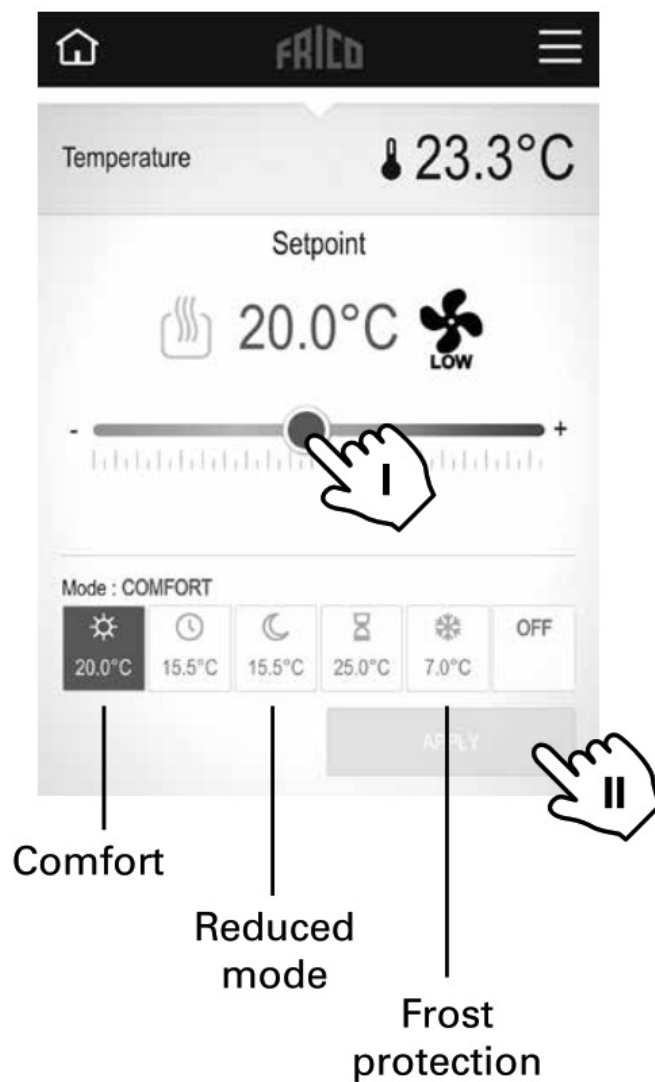 FRICO
Temperature 23.3°C
Setpoint
20.0°C
LOW
- +
I
Mode : COMFORT
OFF
20.0°C 15.5°C 15.5°C 25.0°C 7.0°C
APPLY
II
Comfort
Reduced
mode
Frost
protection